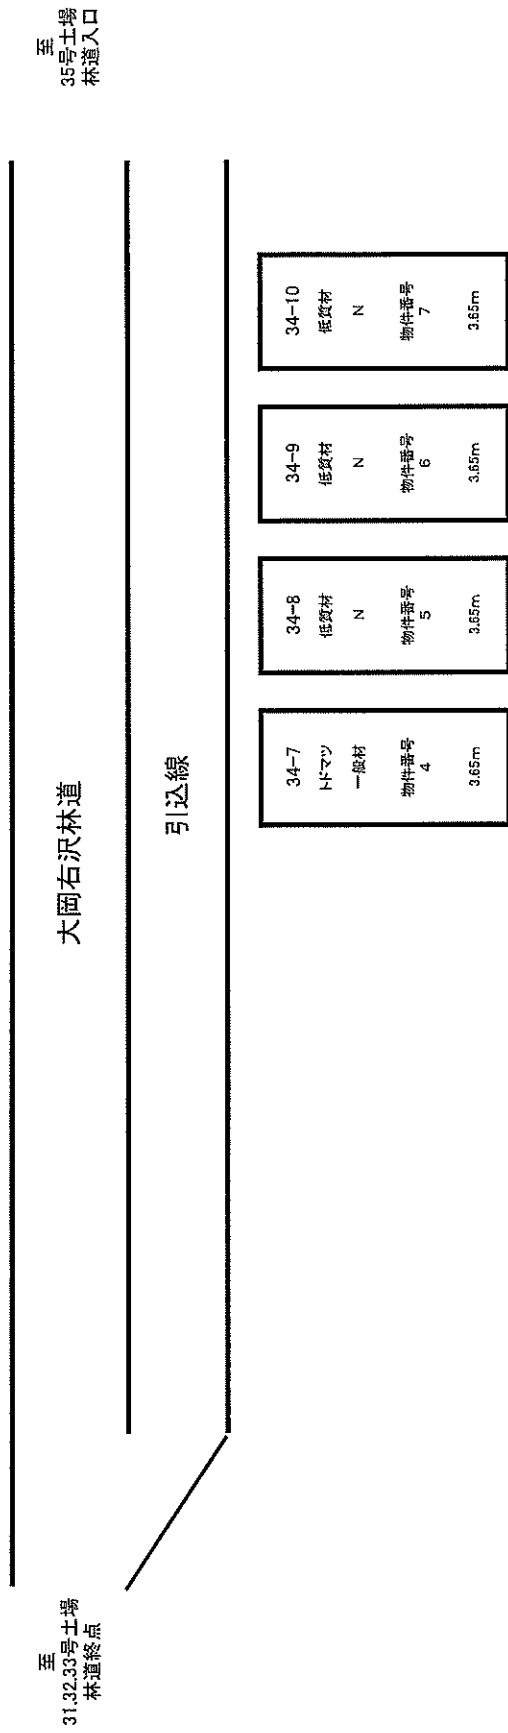 至
31.32.33号土場
林道終点
大岡右沢林道
引込線
至
35号土場
林道入口
34-7
トドマツ
一般材
物件番号
4
3.65m
34-8
低質材
N
物件番号
5
3.65m
34-9
低質材
N
物件番号
6
3.65m
34-10
低質材
N
物件番号
7
3.65m